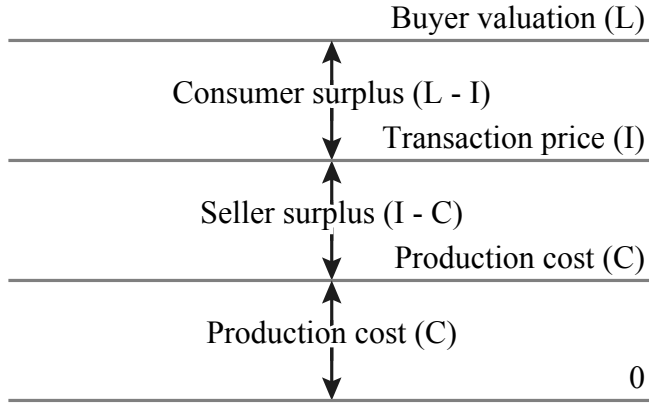 Buyer valuation (L)
Consumer surplus (L - I)
Transaction price (I)
Seller surplus (I - C)
Production cost (C)
Production cost (C)
0